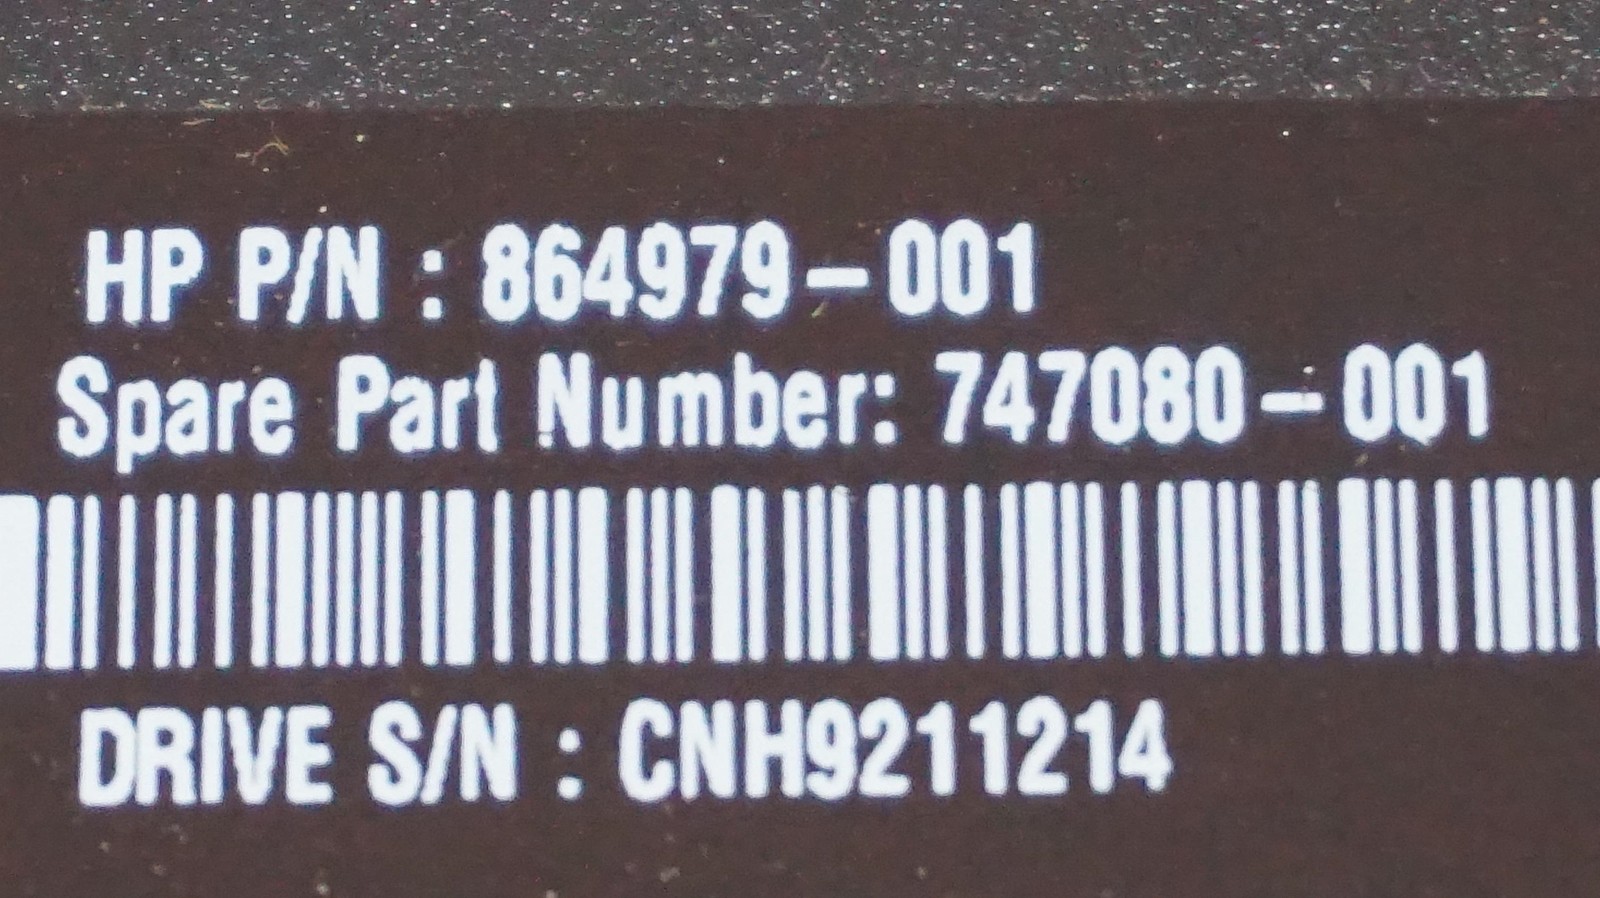 HP P/N : 864979-001
Spare Part Number: 747080-001
DRIVE S/N : CNH9211214